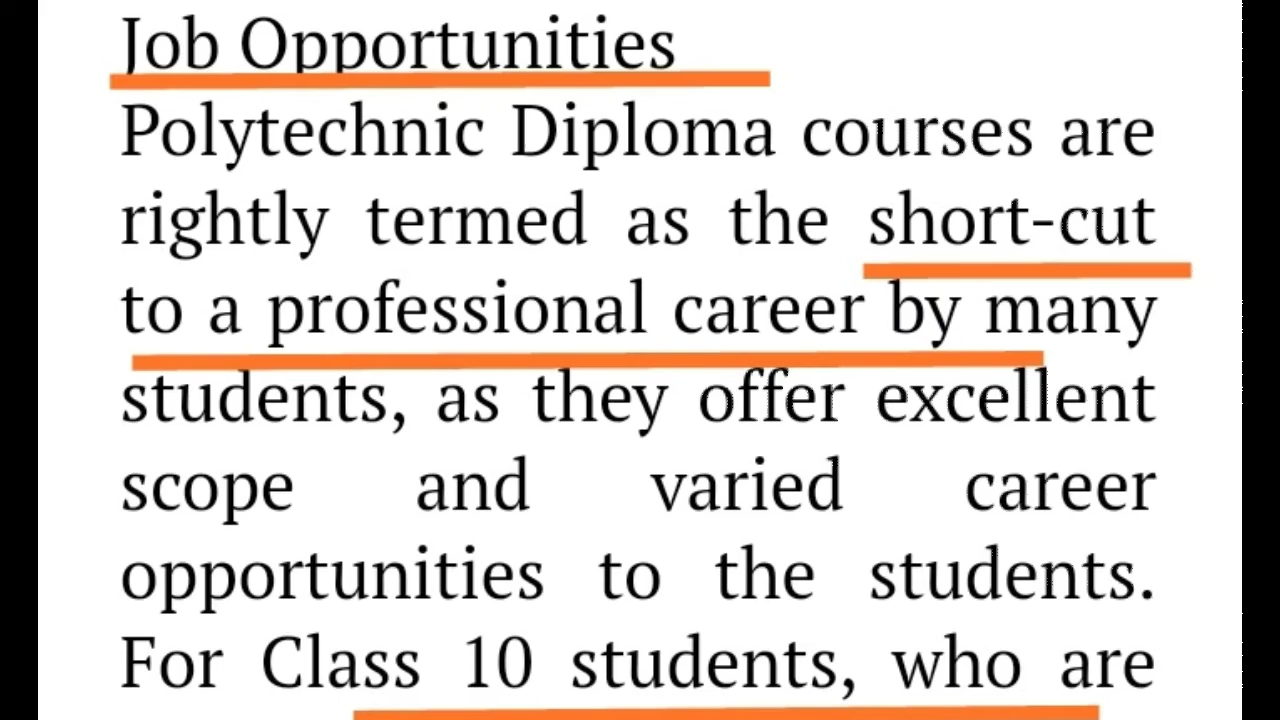 Job Opportunities
Polytechnic Diploma courses are
rightly termed as the short-cut
to a professional career by many
students, as they offer excellent
scope and varied career
opportunities to the students.
For Class 10 students, who are